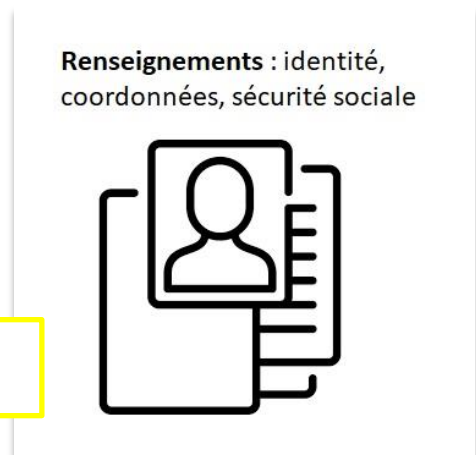 Renseignements : identité,
coordonnées, sécurité sociale